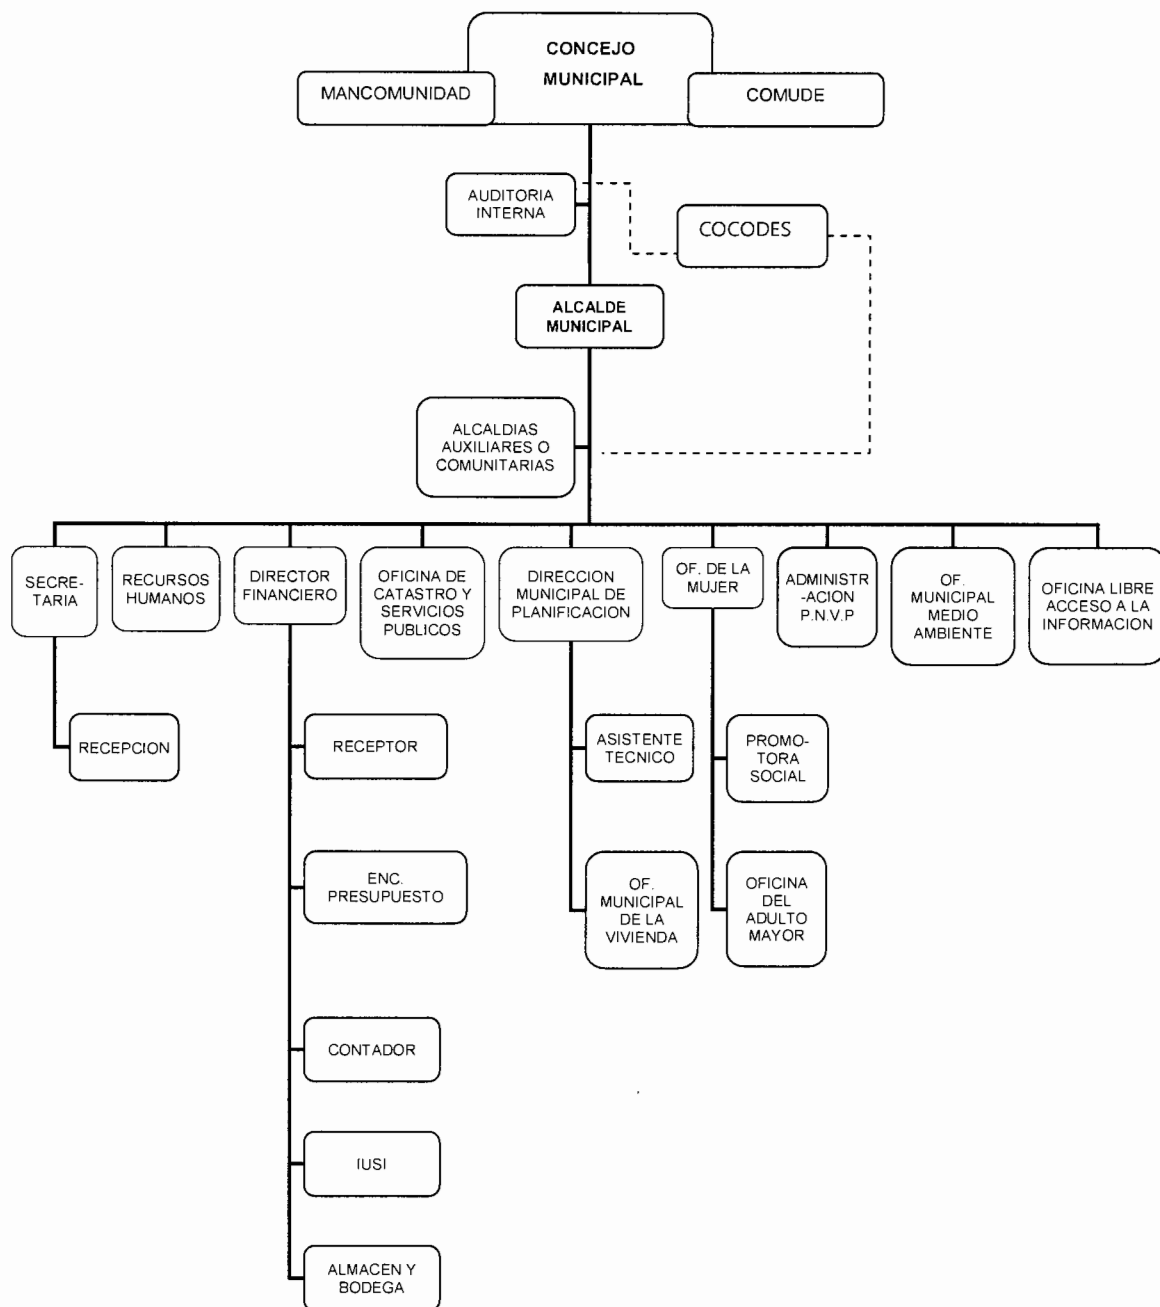 CONCEJO
MUNICIPAL
MANCOMUNIDAD
COMUDE
AUDITORIA
INTERNA
COCODES
ALCALDE
MUNICIPAL
ALCALDIAS
AUXILIARES O
COMUNITARIAS
SECRE-
TARIA
RECURSOS
HUMANOS
DIRECTOR
FINANCIERO
OFICINA DE
CATASTRO Y
SERVICIOS
PUBLICOS
DIRECCION
MUNICIPAL DE
PLANIFICACION
OF. DE LA
MUJER
ADMINISTR-
-ACION
P.N.V.P
OF.
MUNICIPAL
MEDIO
AMBIENTE
OFICINA LIBRE
ACCESO A LA
INFORMACION
RECEPCION
RECEPTOR
ASISTENTE
TECNICO
PROMO-
TORA
SOCIAL
ENC.
PRESUPUESTO
OF.
MUNICIPAL
DE LA
VIVIENDA
OFICINA
DEL
ADULTO
MAYOR
CONTADOR
IUSI
ALMACEN Y
BODEGA